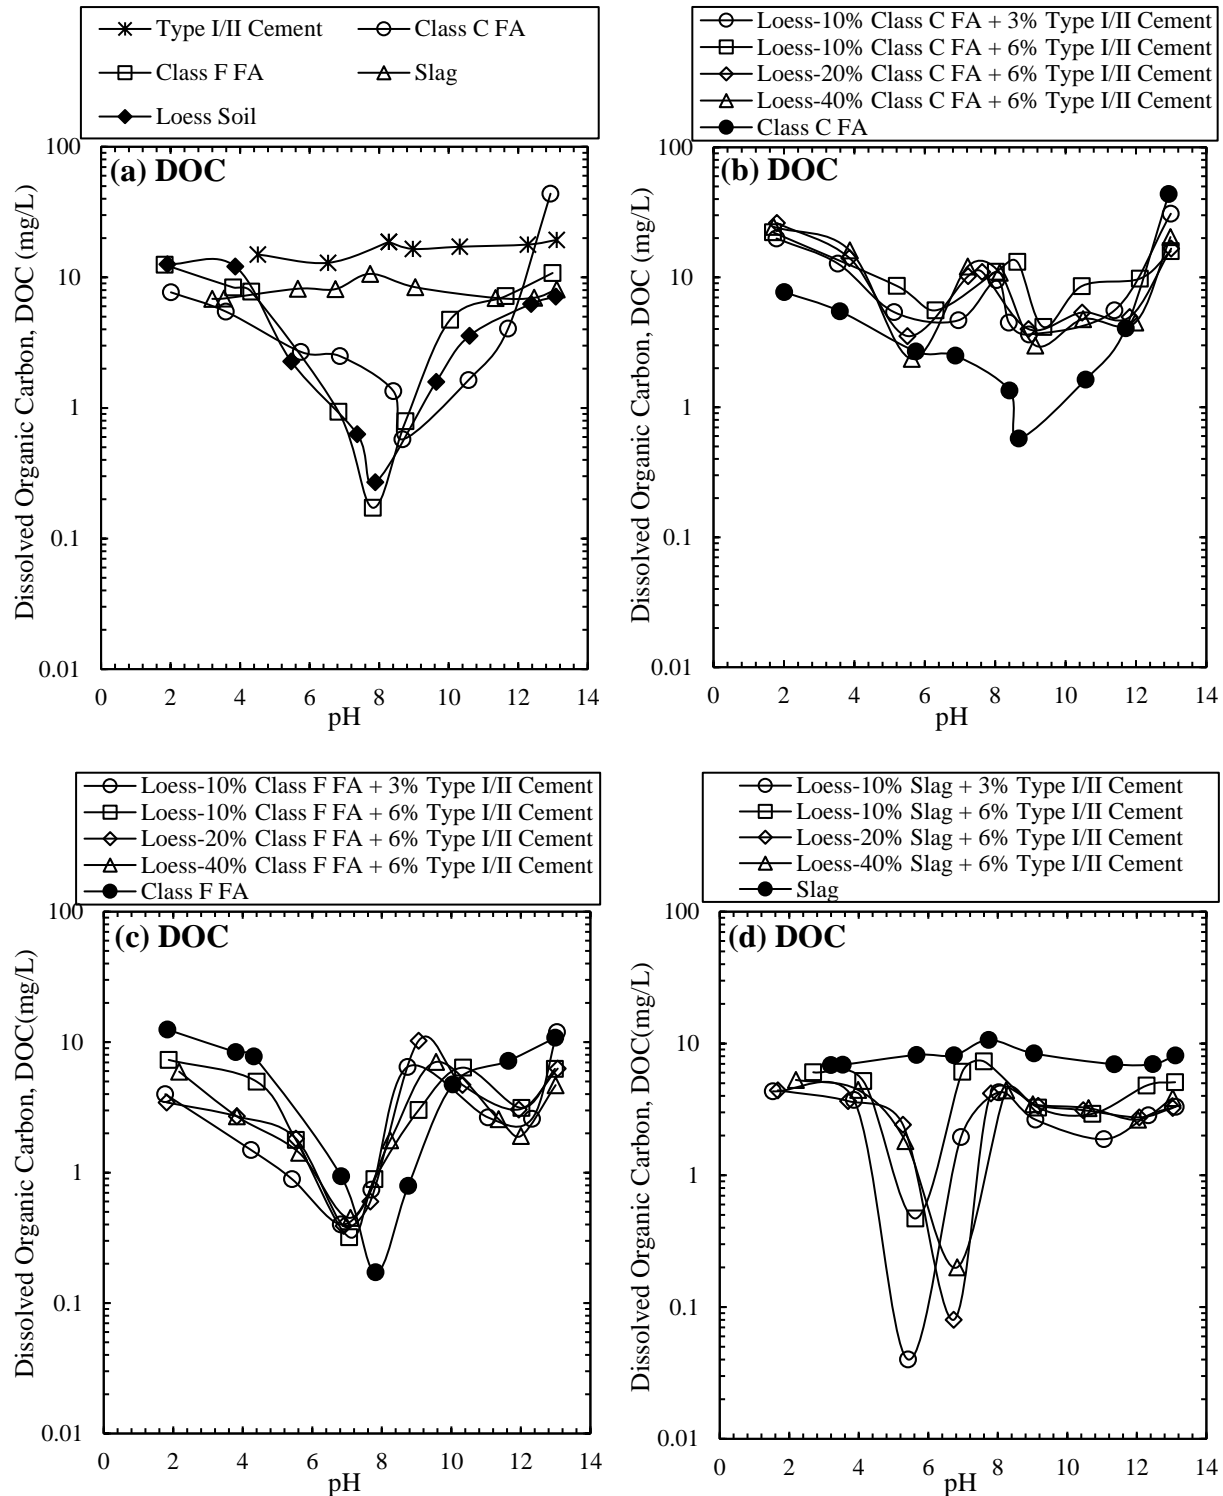 Type I/II Cement
Class C FA
Class F FA
Slag
Loess Soil
100
10
1
0.1
0.01
(a) DOC
Dissolved Organic Carbon, DOC (mg/L)
0 2 4 6 8 10 12 14
pH
Loess-10% Class C FA + 3% Type I/II Cement
Loess-10% Class C FA + 6% Type I/II Cement
Loess-20% Class C FA + 6% Type I/II Cement
Loess-40% Class C FA + 6% Type I/II Cement
Class C FA
100
10
1
0.1
0.01
(b) DOC
Dissolved Organic Carbon, DOC (mg/L)
0 2 4 6 8 10 12 14
pH
Loess-10% Class F FA + 3% Type I/II Cement
Loess-10% Class F FA + 6% Type I/II Cement
Loess-20% Class F FA + 6% Type I/II Cement
Loess-40% Class F FA + 6% Type I/II Cement
Class F FA
100
10
1
0.1
0.01
(c) DOC
Dissolved Organic Carbon, DOC(mg/L)
0 2 4 6 8 10 12 14
pH
Loess-10% Slag + 3% Type I/II Cement
Loess-10% Slag + 6% Type I/II Cement
Loess-20% Slag + 6% Type I/II Cement
Loess-40% Slag + 6% Type I/II Cement
Slag
100
10
1
0.1
0.01
(d) DOC
Dissolved Organic Carbon, DOC(mg/L)
0 2 4 6 8 10 12 14
pH